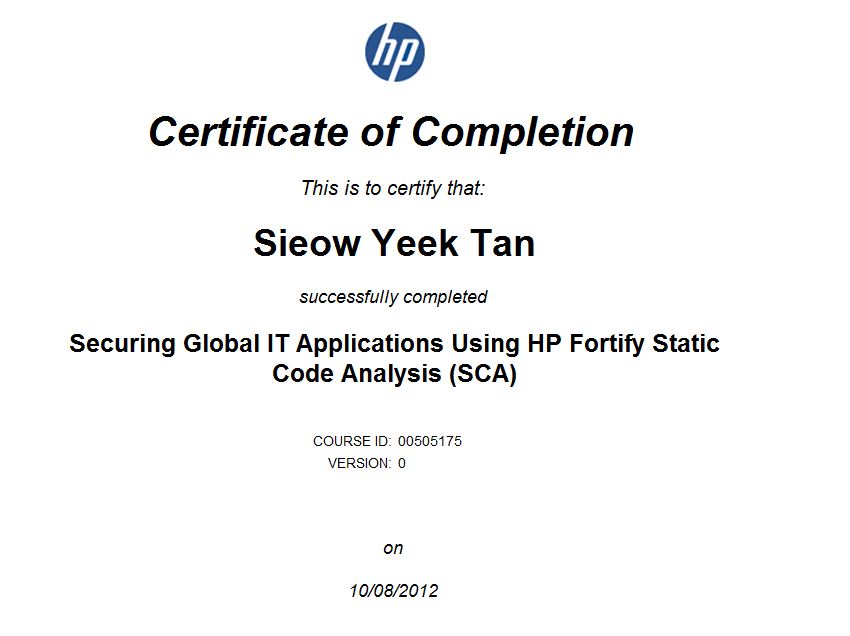 hp
Certificate of Completion
This is to certify that:
Sieow Yeek Tan
successfully completed
Securing Global IT Applications Using HP Fortify Static
Code Analysis (SCA)
COURSE ID: 00505175
VERSION: 0
on
10/08/2012